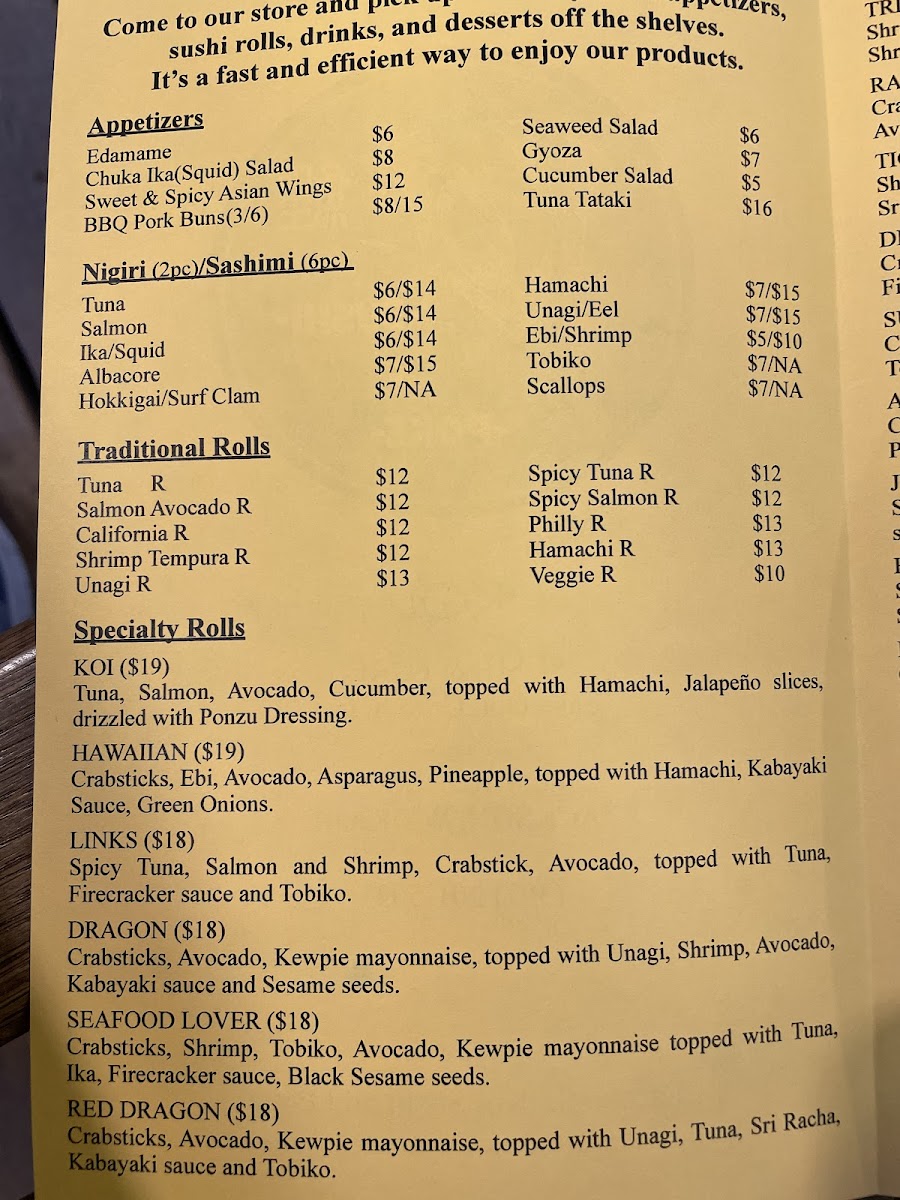 Come to our store and
sushi rolls, drinks, and desserts off the shelves.
It's a fast and efficient way to enjoy our products.
Appetizers
Edamame $6
Chuka Ika(Squid) Salad $8
Sweet & Spicy Asian Wings $12
BBQ Pork Buns(3/6) $8/15
Seaweed Salad $6
Gyoza $7
Cucumber Salad $5
Tuna Tataki $16
Nigiri (2pc)/Sashimi (6pc)
Tuna $6/$14
Salmon $6/$14
Ika/Squid $6/$14
Albacore $7/$15
Hokkigai/Surf Clam $7/NA
Hamachi $7/$15
Unagi/Eel $7/$15
Ebi/Shrimp $5/$10
Tobiko $7/NA
Scallops $7/NA
Traditional Rolls
Tuna R $12
Salmon Avocado R $12
California R $12
Shrimp Tempura R $12
Unagi R $13
Spicy Tuna R $12
Spicy Salmon R $12
Philly R $13
Hamachi R $13
Veggie R $10
Specialty Rolls
KOI ($19)
Tuna, Salmon, Avocado, Cucumber, topped with Hamachi, Jalapeño slices,
drizzled with Ponzu Dressing.
HAWAIIAN ($19)
Crabsticks, Ebi, Avocado, Asparagus, Pineapple, topped with Hamachi, Kabayaki
Sauce, Green Onions.
LINKS ($18)
Spicy Tuna, Salmon and Shrimp, Crabstick, Avocado, topped with Tuna,
Firecracker sauce and Tobiko.
DRAGON ($18)
Crabsticks, Avocado, Kewpie mayonnaise, topped with Unagi, Shrimp, Avocado,
Kabayaki sauce and Sesame seeds.
SEAFOOD LOVER ($18)
Crabsticks, Shrimp, Tobiko, Avocado, Kewpie mayonnaise topped with Tuna,
Ika, Firecracker sauce, Black Sesame seeds.
RED DRAGON ($18)
Crabsticks, Avocado, Kewpie mayonnaise, topped with Unagi, Tuna, Sri Racha,
Kabayaki sauce and Tobiko.